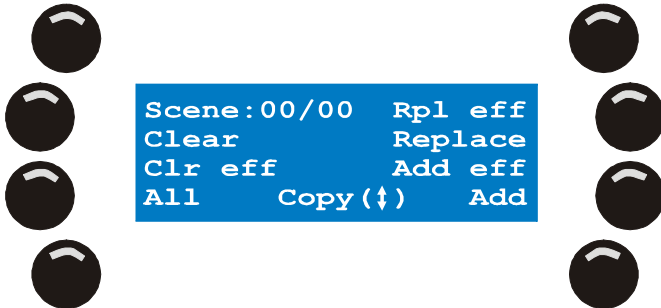 Scene:00/00 Rpl eff
Clear Replace
Clr eff Add eff
All Copy(↕) Add